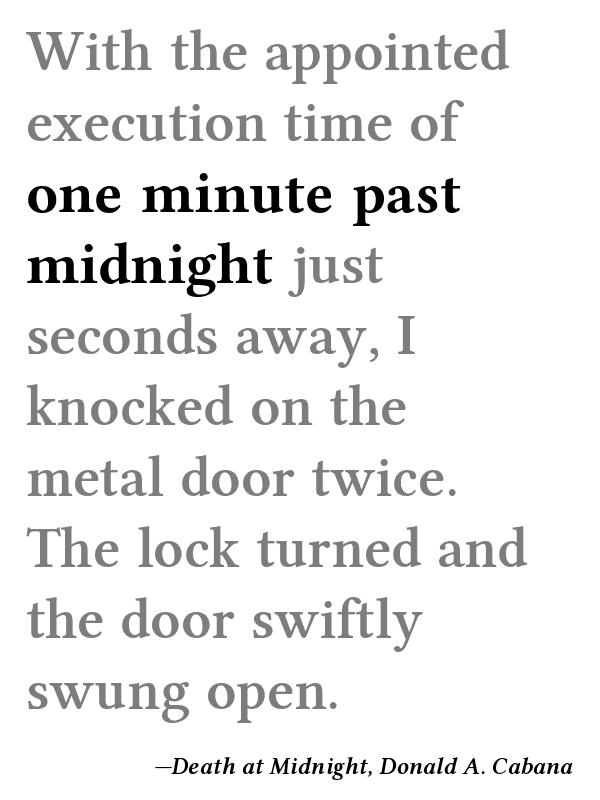 With the appointed
execution time of
one minute past
midnight just
seconds away, I
knocked on the
metal door twice.
The lock turned and
the door swiftly
swung open.
—Death at Midnight, Donald A. Cabana